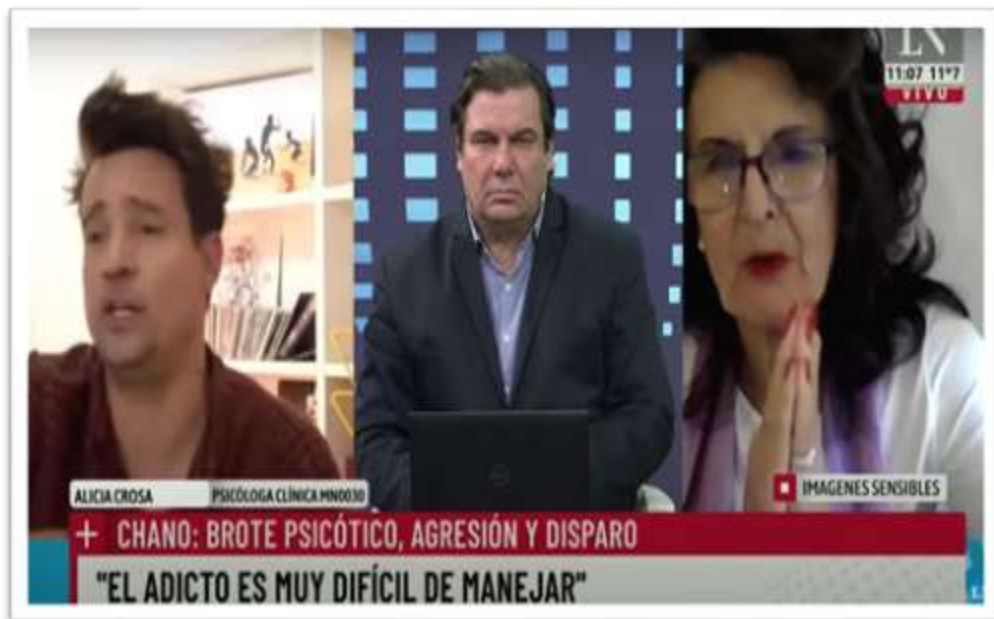 LN
11:07 11°7
VIVO
ALICIA CROSA PSICÓLOGA CLÍNICA MN0030
IMAGENES SENSIBLES
+ CHANO: BROTE PSICÓTICO, AGRESIÓN Y DISPARO
"EL ADICTO ES MUY DIFÍCIL DE MANEJAR"